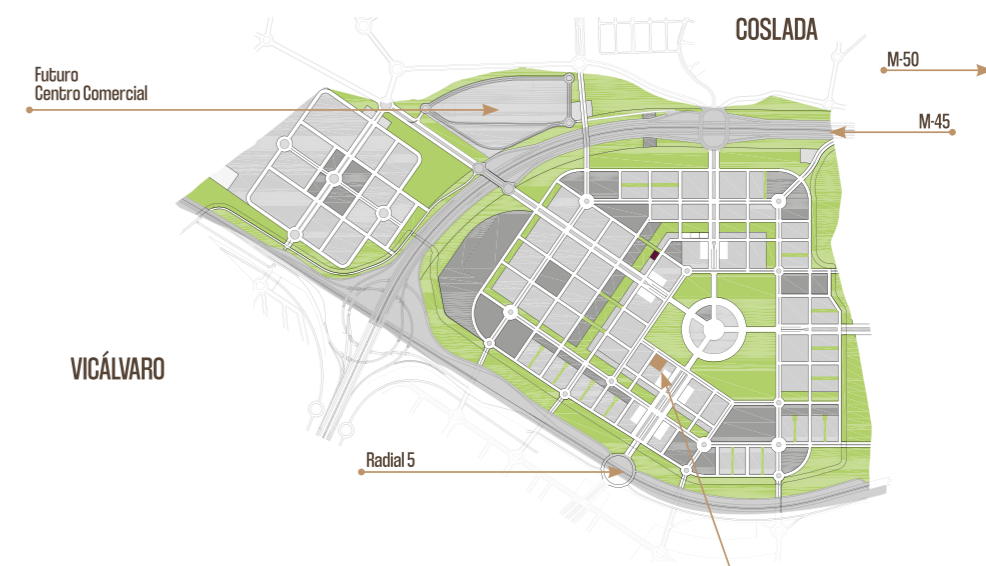 COSLADA
M-50
Futuro
Centro Comercial
M-45
VICÁLVARO
Radial 5